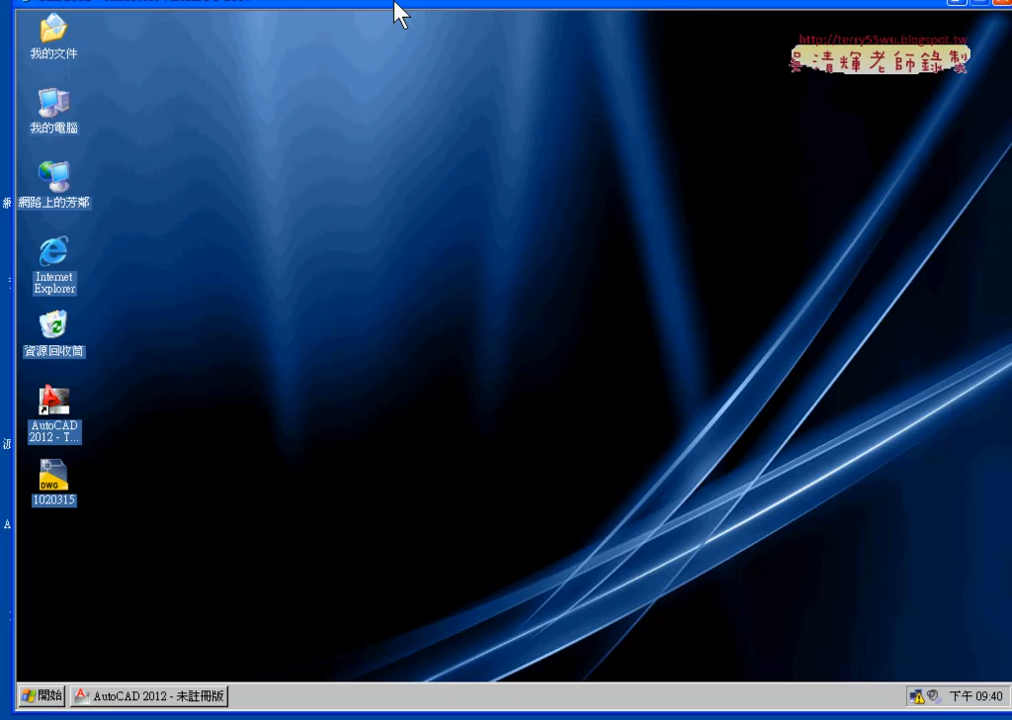 我的文件
我的電腦
網路上的芳鄰
Internet
Explorer
資源回收筒
AutoCAD
2012 - T...
DWG
1020315
http://terry55wu.blogspot.tw
吳清輝老師錄製
網
A
開始
AutoCAD 2012 - 未註冊版
下午 09:40